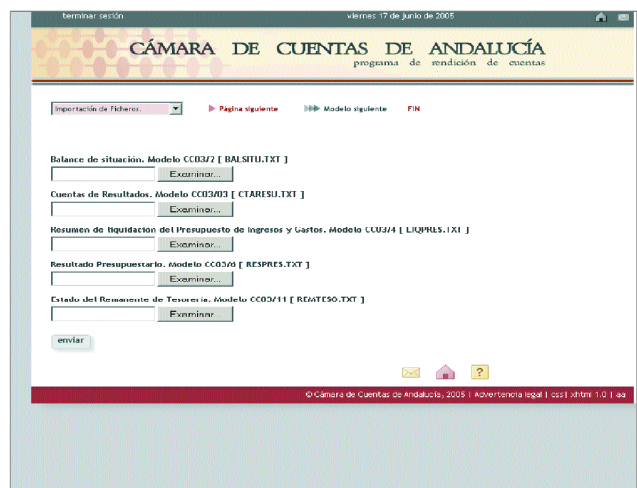 terminar sesión viernes 17 de junio de 2005
CÁMARA DE CUENTAS DE ANDALUCÍA
programa de rendición de cuentas
Importación de Ficheros. Página siguiente Modelo siguiente FIN
Balance de situación. Modelo CC03/2 [ BALSITU.TXT ]
Examinar...
Cuentas de Resultados. Modelo CC03/03 [ CTARESU.TXT ]
Examinar...
Resumen de liquidación del Presupuesto de Ingresos y Gastos. Modelo CC03/4 [ LIQPRES.TXT ]
Examinar...
Resultado Presupuestario. Modelo CC03/6 [ RESPRES.TXT ]
Examinar...
Estado del Remanente de Tesorería. Modelo CC03/11 [ REMTESO.TXT ]
Examinar...
enviar
?
© Cámara de Cuentas de Andalucía, 2005 | Advertencia legal | css | xhtml 1.0 | aa